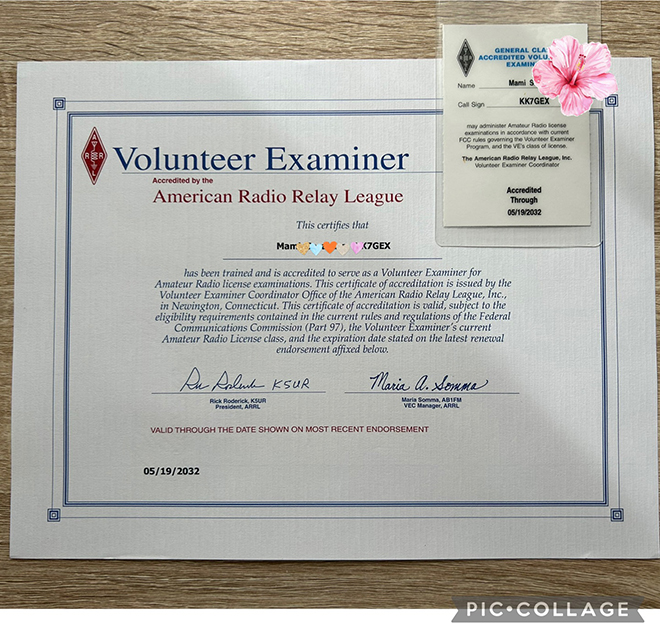 GENERAL CLA
ACCREDITED VOLU
EXAMIN
Name Mami S
Call Sign KK7GEX
may administer Amateur Radio license
examinations in accordance with current
FCC rules governing the Volunteer Examiner
Program, and the VE's class of license.
The American Radio Relay League, Inc.
Volunteer Examiner Coordinator
Accredited
Through
05/19/2032
ARRL
Volunteer Examiner
Accredited by the
American Radio Relay League
This certifies that
Mam K7GEX
has been trained and is accredited to serve as a Volunteer Examiner for
Amateur Radio license examinations. This certificate of accreditation is issued by the
Volunteer Examiner Coordinator Office of the American Radio Relay League, Inc.,
in Newington, Connecticut. This certificate of accreditation is valid, subject to the
eligibility requirements contained in the current rules and regulations of the Federal
Communications Commission (Part 97), the Volunteer Examiner's current
Amateur Radio License class, and the expiration date stated on the latest renewal
endorsement affixed below.
Ric Roderick K5UR Maria A. Somma
Rick Roderick, K5UR Maria Somma, AB1FM
President, ARRL VEC Manager, ARRL
VALID THROUGH THE DATE SHOWN ON MOST RECENT ENDORSEMENT
05/19/2032
PIC•COLLAGE